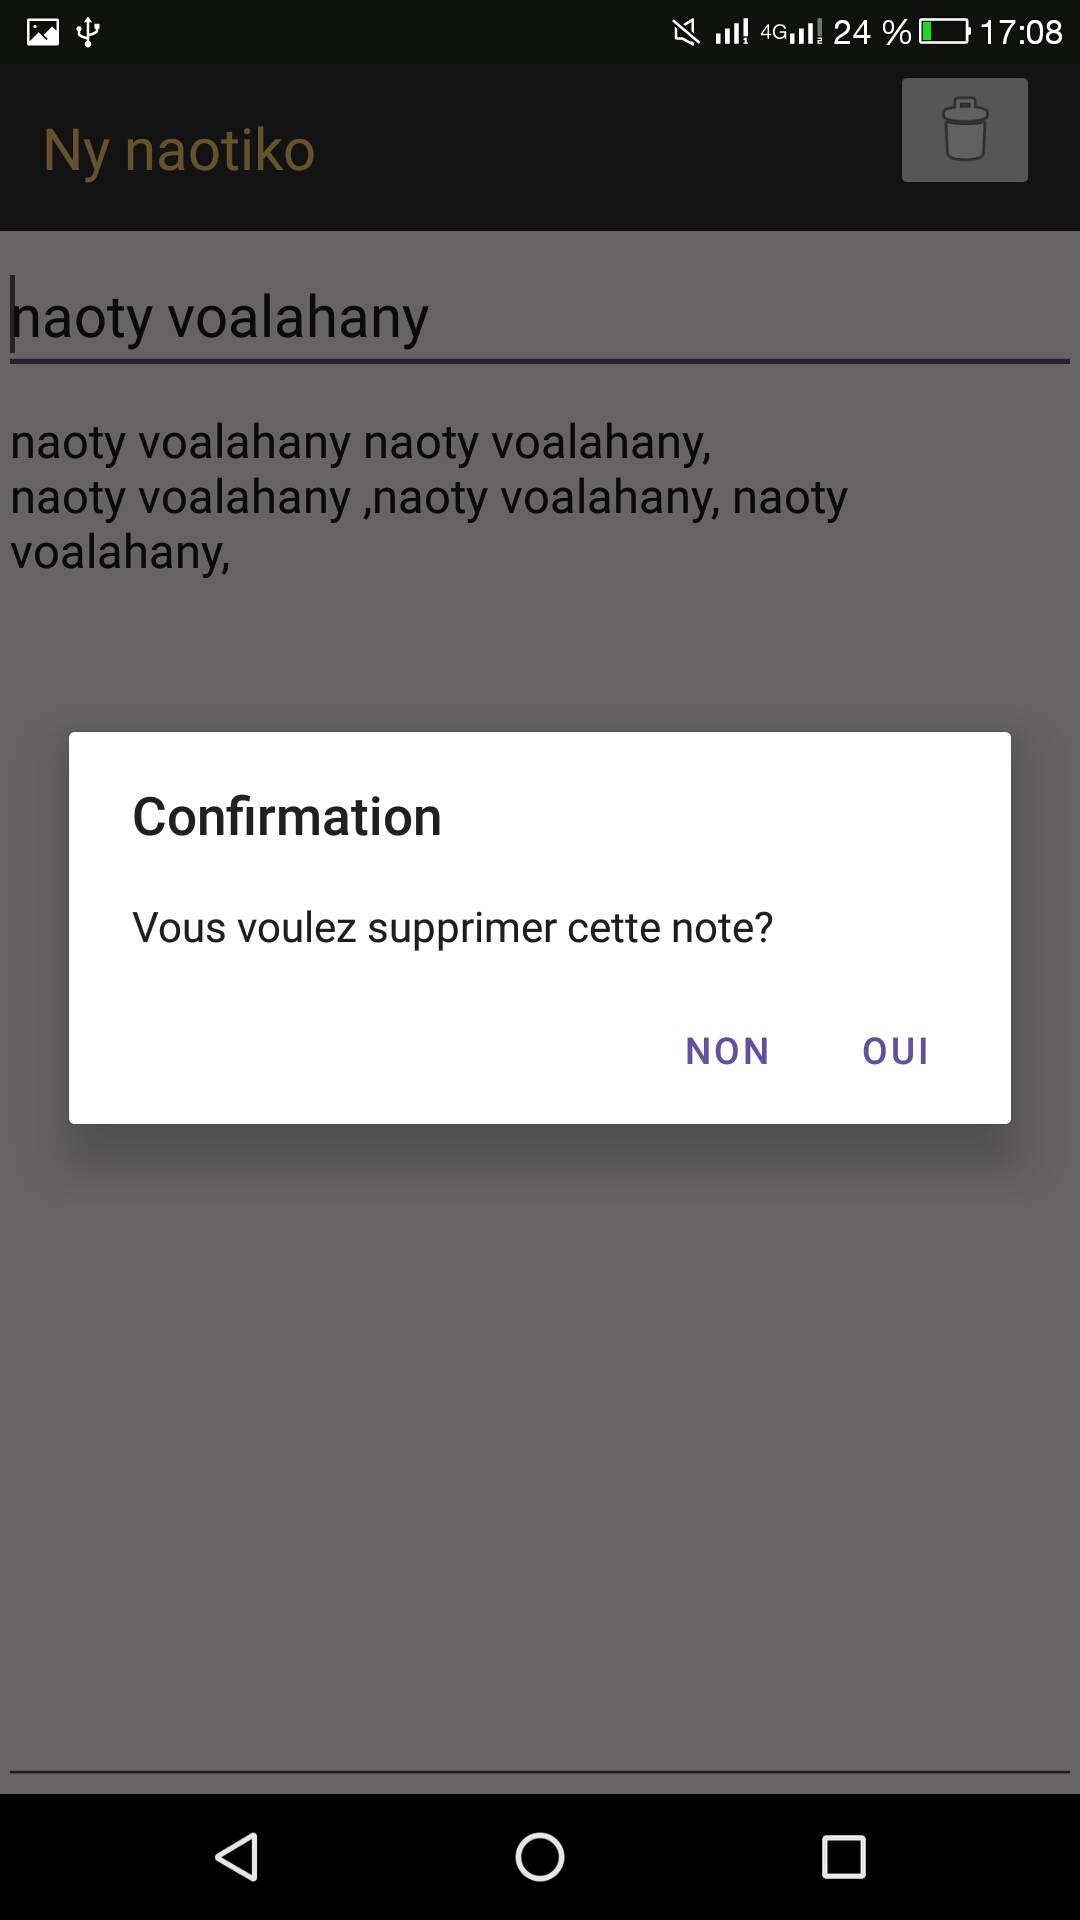 4G 24 % 17:08
Ny naotiko
naoty voalahany
naoty voalahany naoty voalahany,
naoty voalahany ,naoty voalahany, naoty
voalahany,
Confirmation
Vous voulez supprimer cette note?
NON OUI